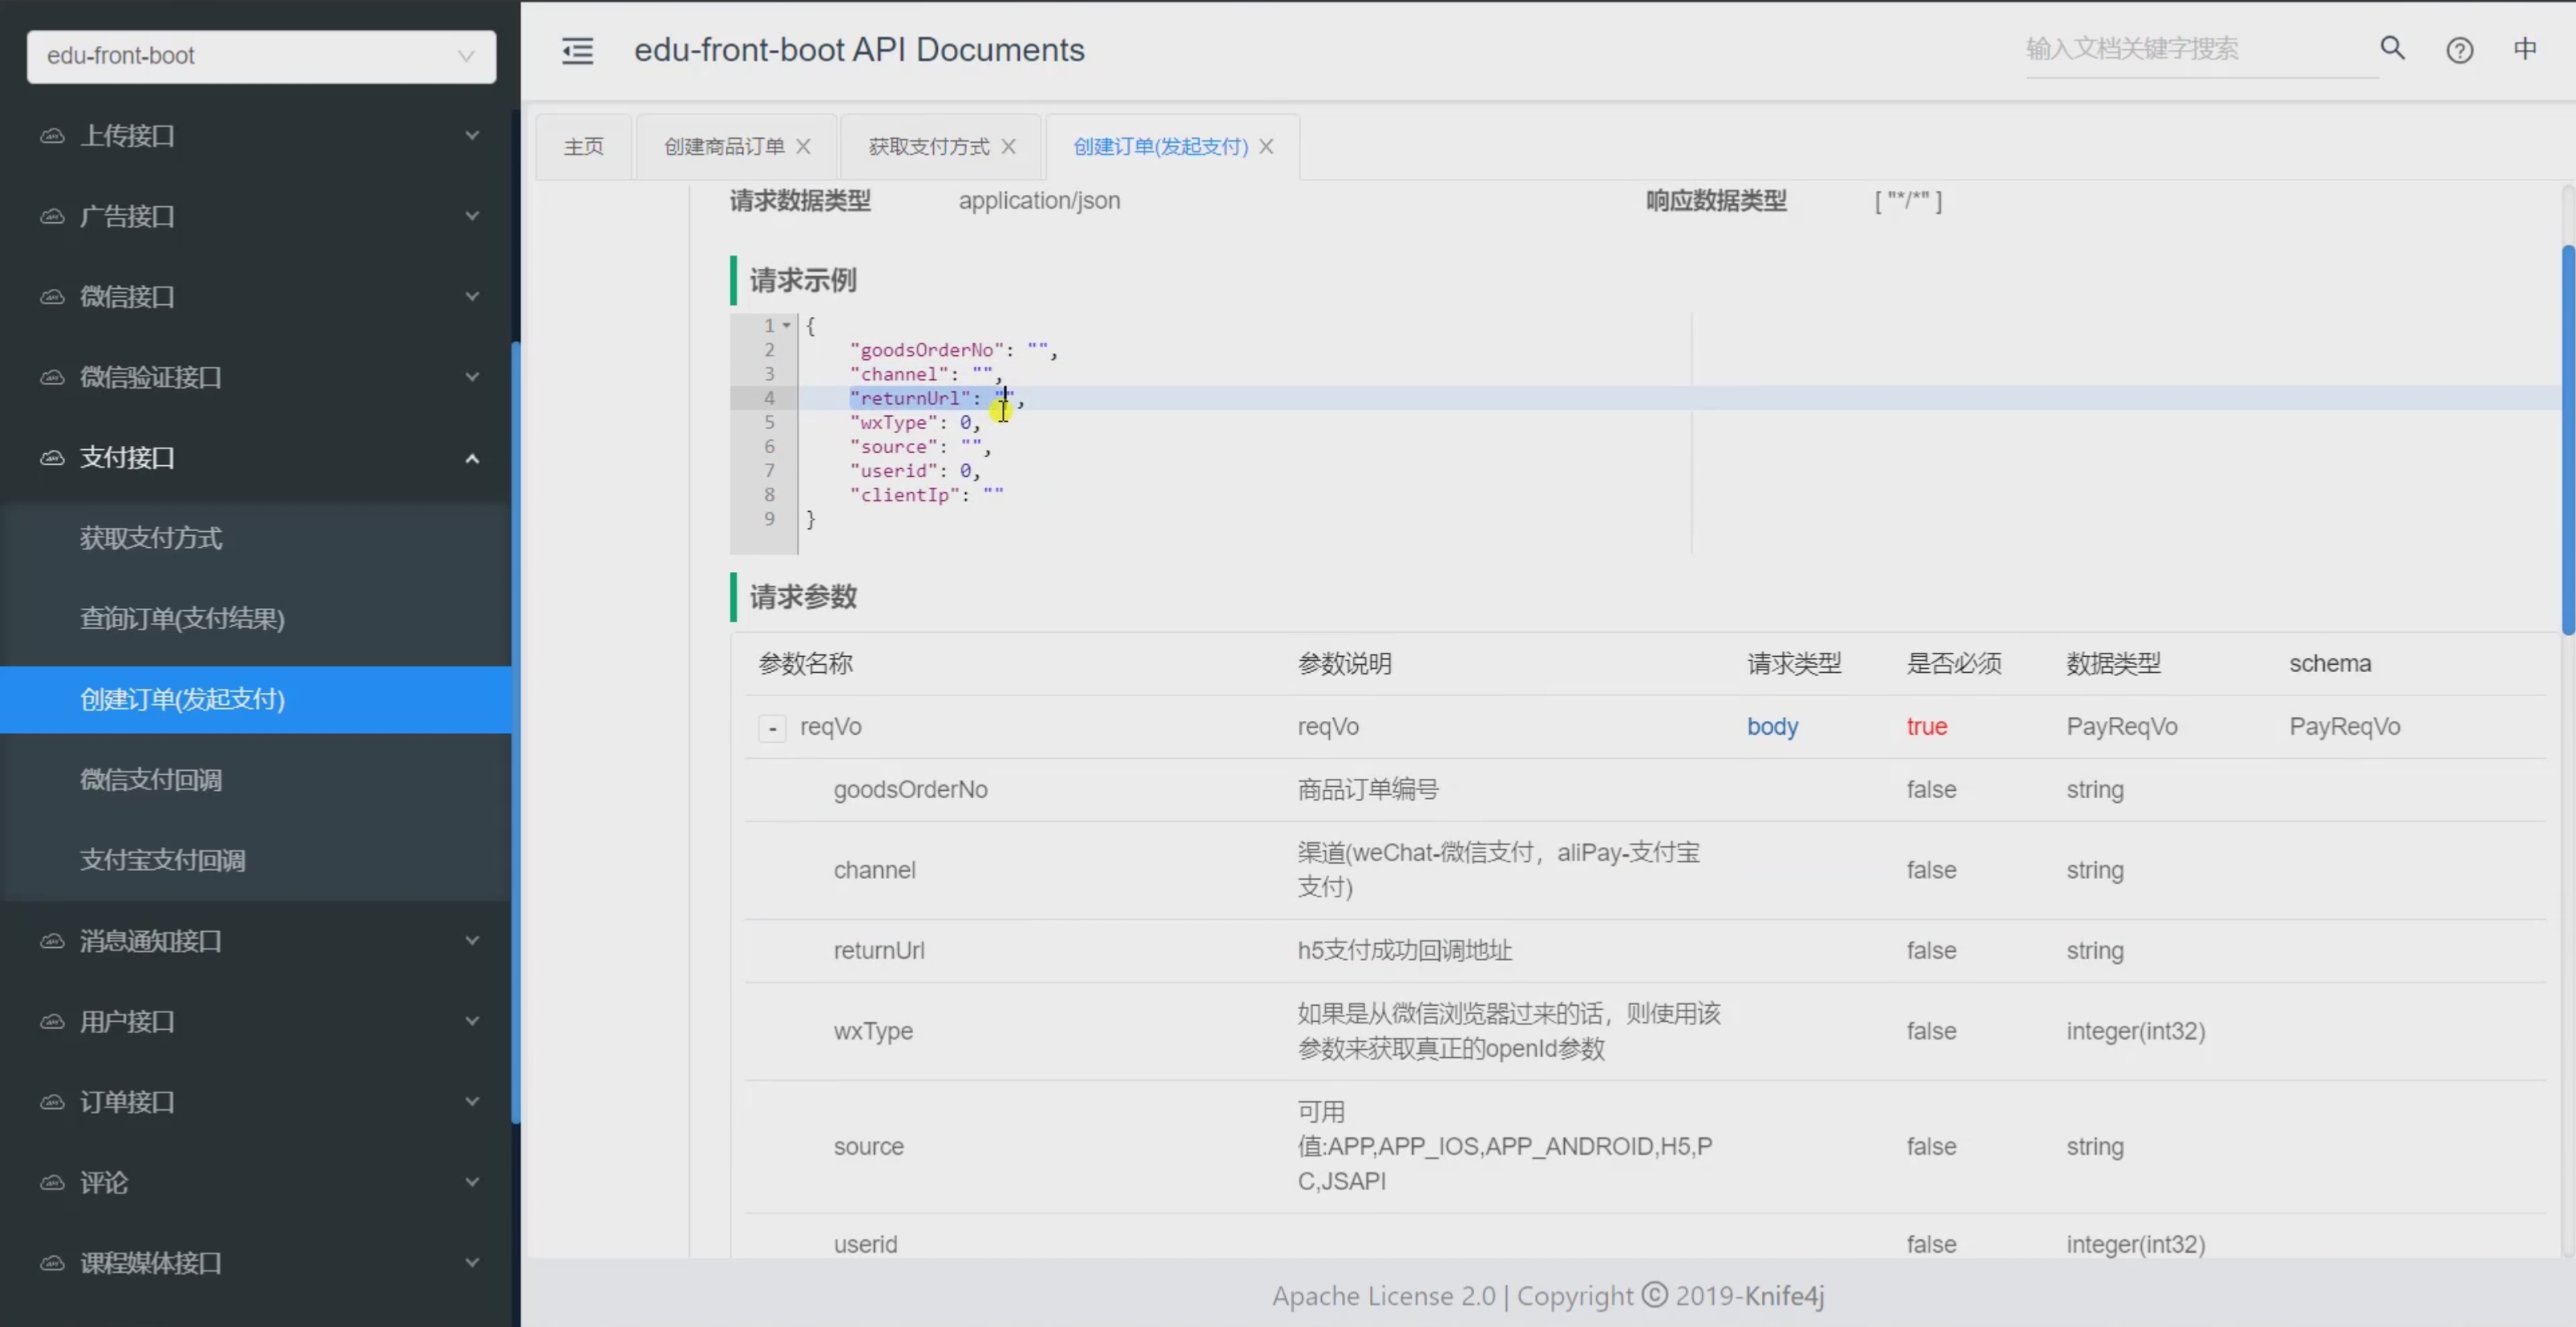 edu-front-boot
edu-front-boot API Documents
输入文档关键字搜索
中
上传接口
广告接口
微信接口
微信验证接口
支付接口
获取支付方式
查询订单(支付结果)
创建订单(发起支付)
微信支付回调
支付宝支付回调
消息通知接口
用户接口
订单接口
评论
课程媒体接口
主页
创建商品订单
获取支付方式
创建订单(发起支付)
请求数据类型 application/json 响应数据类型 [ "*/*" ]
请求示例
1 {
2 "goodsOrderNo": "",
3 "channel": "",
4 "returnUrl": "",
5 "wxType": 0,
6 "source": "",
7 "userid": 0,
8 "clientIp": ""
9 }
请求参数
参数名称 参数说明 请求类型 是否必须 数据类型 schema
- reqVo reqVo body true PayReqVo PayReqVo
goodsOrderNo 商品订单编号 false string
channel 渠道(weChat-微信支付，aliPay-支付宝
支付) false string
returnUrl h5支付成功回调地址 false string
wxType 如果是从微信浏览器过来的话，则使用该
参数来获取真正的openId参数 false integer(int32)
source 可用
值:APP,APP_IOS,APP_ANDROID,H5,P
C,JSAPI false string
userid false integer(int32)
Apache License 2.0 | Copyright © 2019-Knife4j